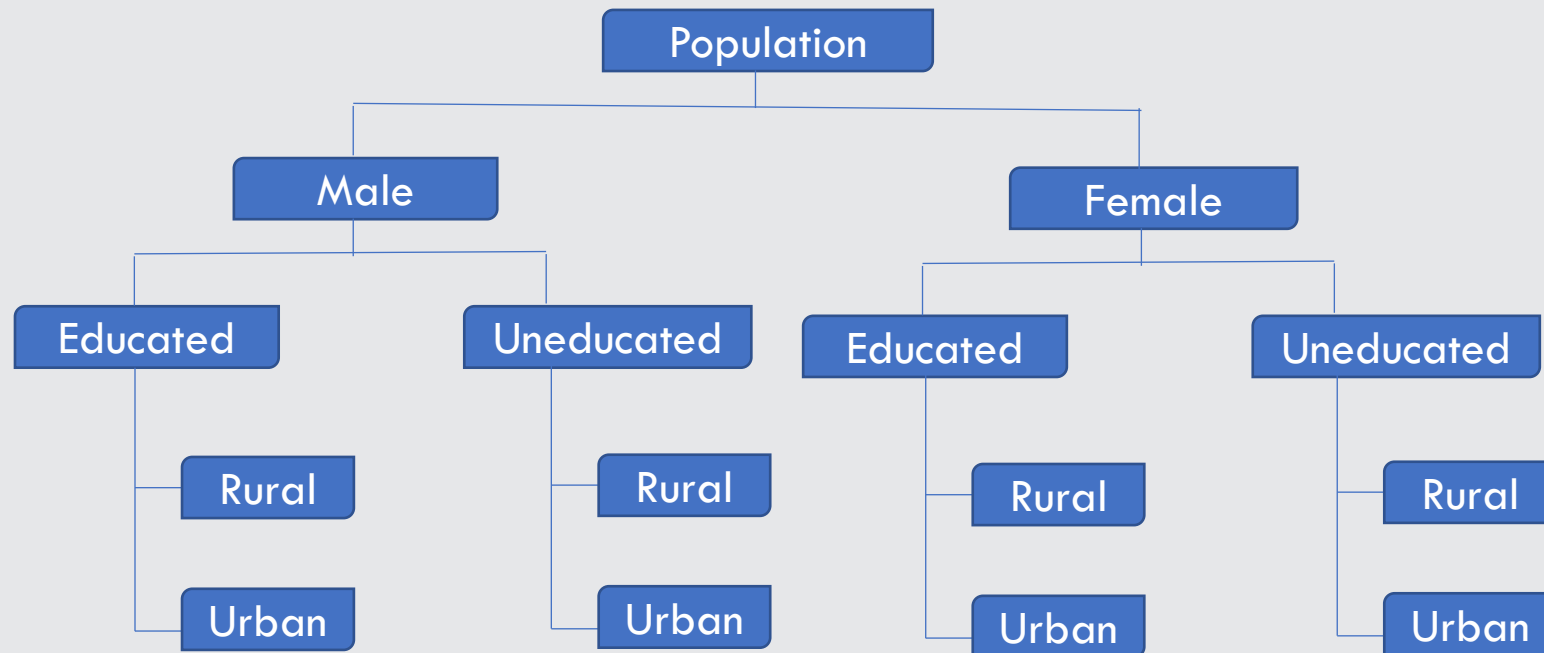 Population
Male
Female
Educated
Uneducated
Educated
Uneducated
Rural
Rural
Rural
Rural
Urban
Urban
Urban
Urban